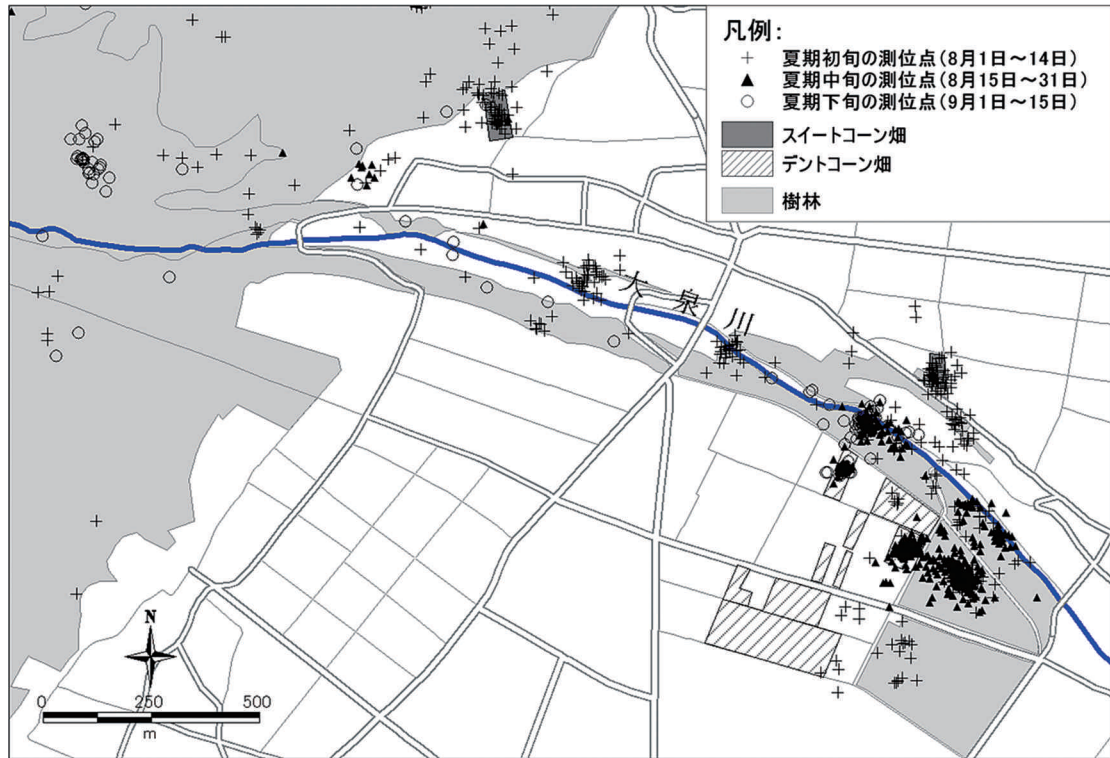 凡例:
夏期初旬の測位点(8月1日~14日)
夏期中旬の測位点(8月15日~31日)
夏期下旬の測位点(9月1日~15日)
スイートコーン畑
デントコーン畑
樹林
大泉川
N
0 250 500
m